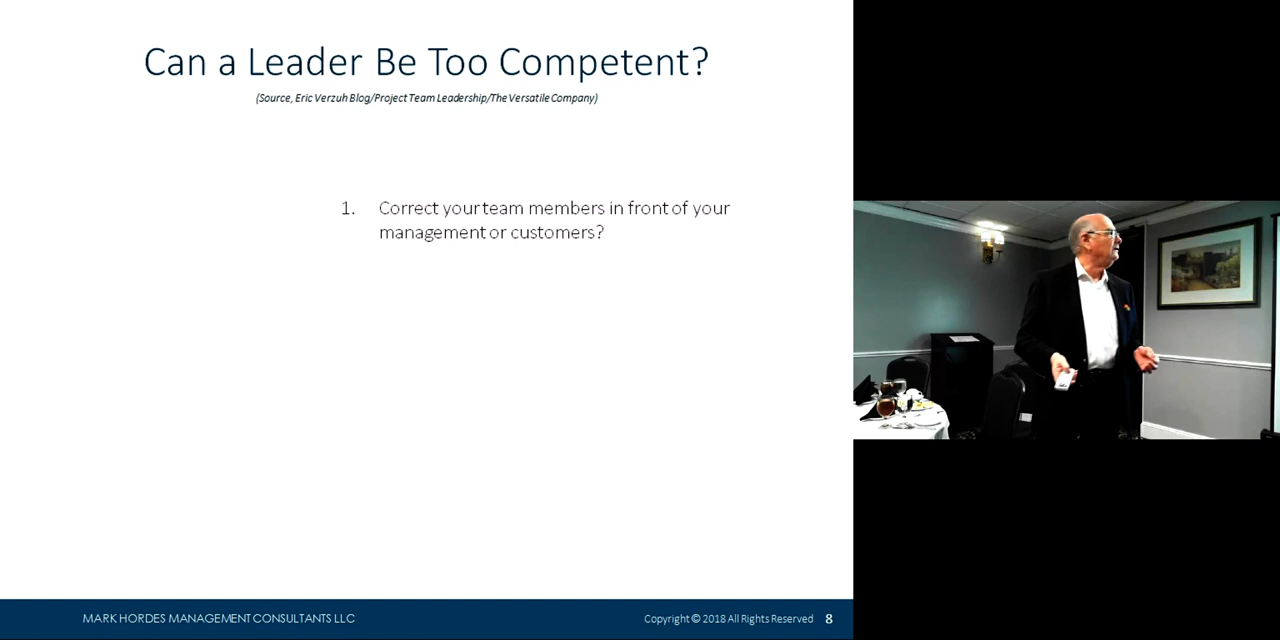 Can a Leader Be Too Competent?
(Source, Eric Verzuh Blog/Project Team Leadership/The Versatile Company)
1. Correct your team members in front of your
management or customers?
MARK HORDES MANAGEMENT CONSULTANTS LLC
Copyright © 2018 All Rights Reserved 8